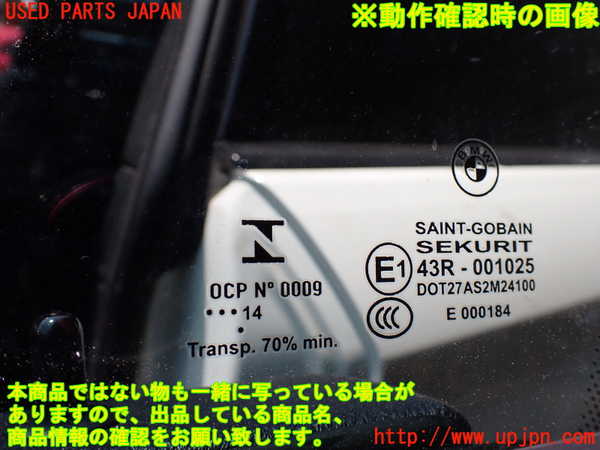 USED PARTS JAPAN
※動作確認時の画像
BMW
SAINT-GOBAIN
SEKURIT
E1 43R - 001025
DOT27AS2M24100
CCC E 000184
N
OCP N° 0009
•••14
•
Transp. 70% min.
本商品ではない物も一緒に写っている場合が
ありますので、出品している商品名、
商品情報の確認をお願い致します。
http://www.upjpn.com/